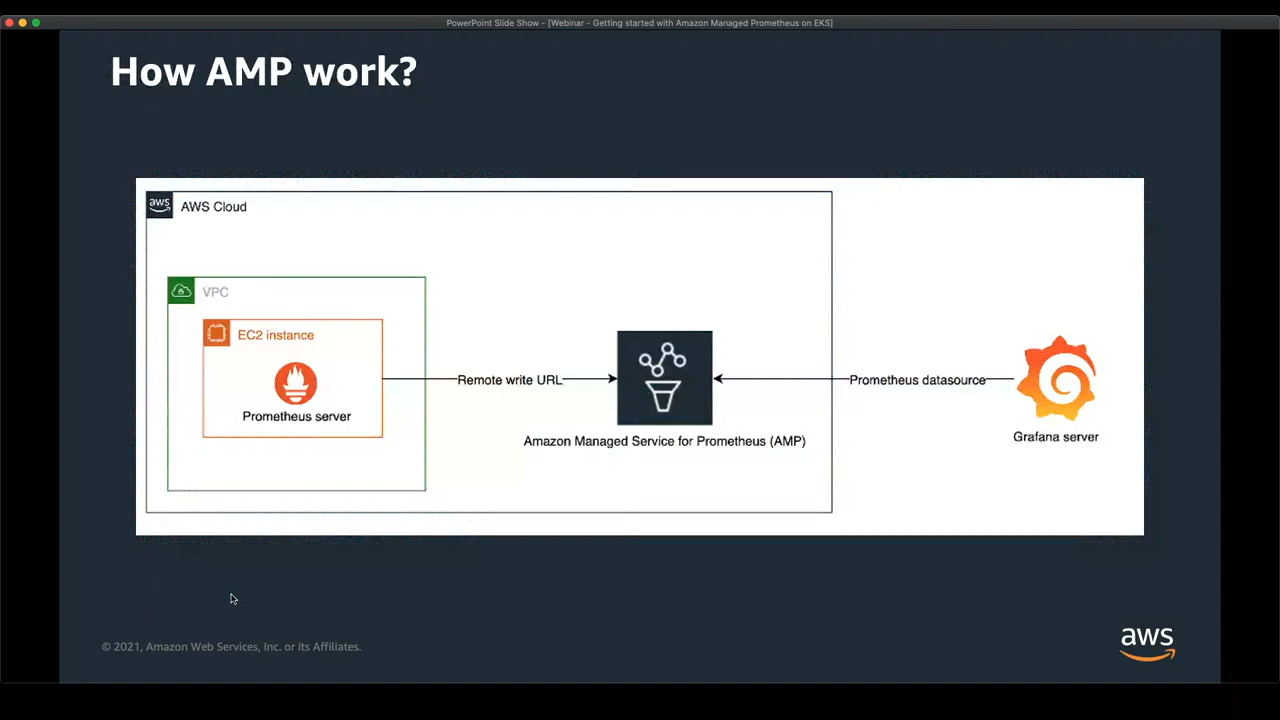 PowerPoint Slide Show - [Webinar - Getting started with Amazon Managed Prometheus on EKS]
How AMP work?
aws
AWS Cloud
VPC
EC2 instance
Prometheus server
Remote write URL
Amazon Managed Service for Prometheus (AMP)
Prometheus datasource
Grafana server
© 2021, Amazon Web Services, Inc. or its Affiliates.
aws